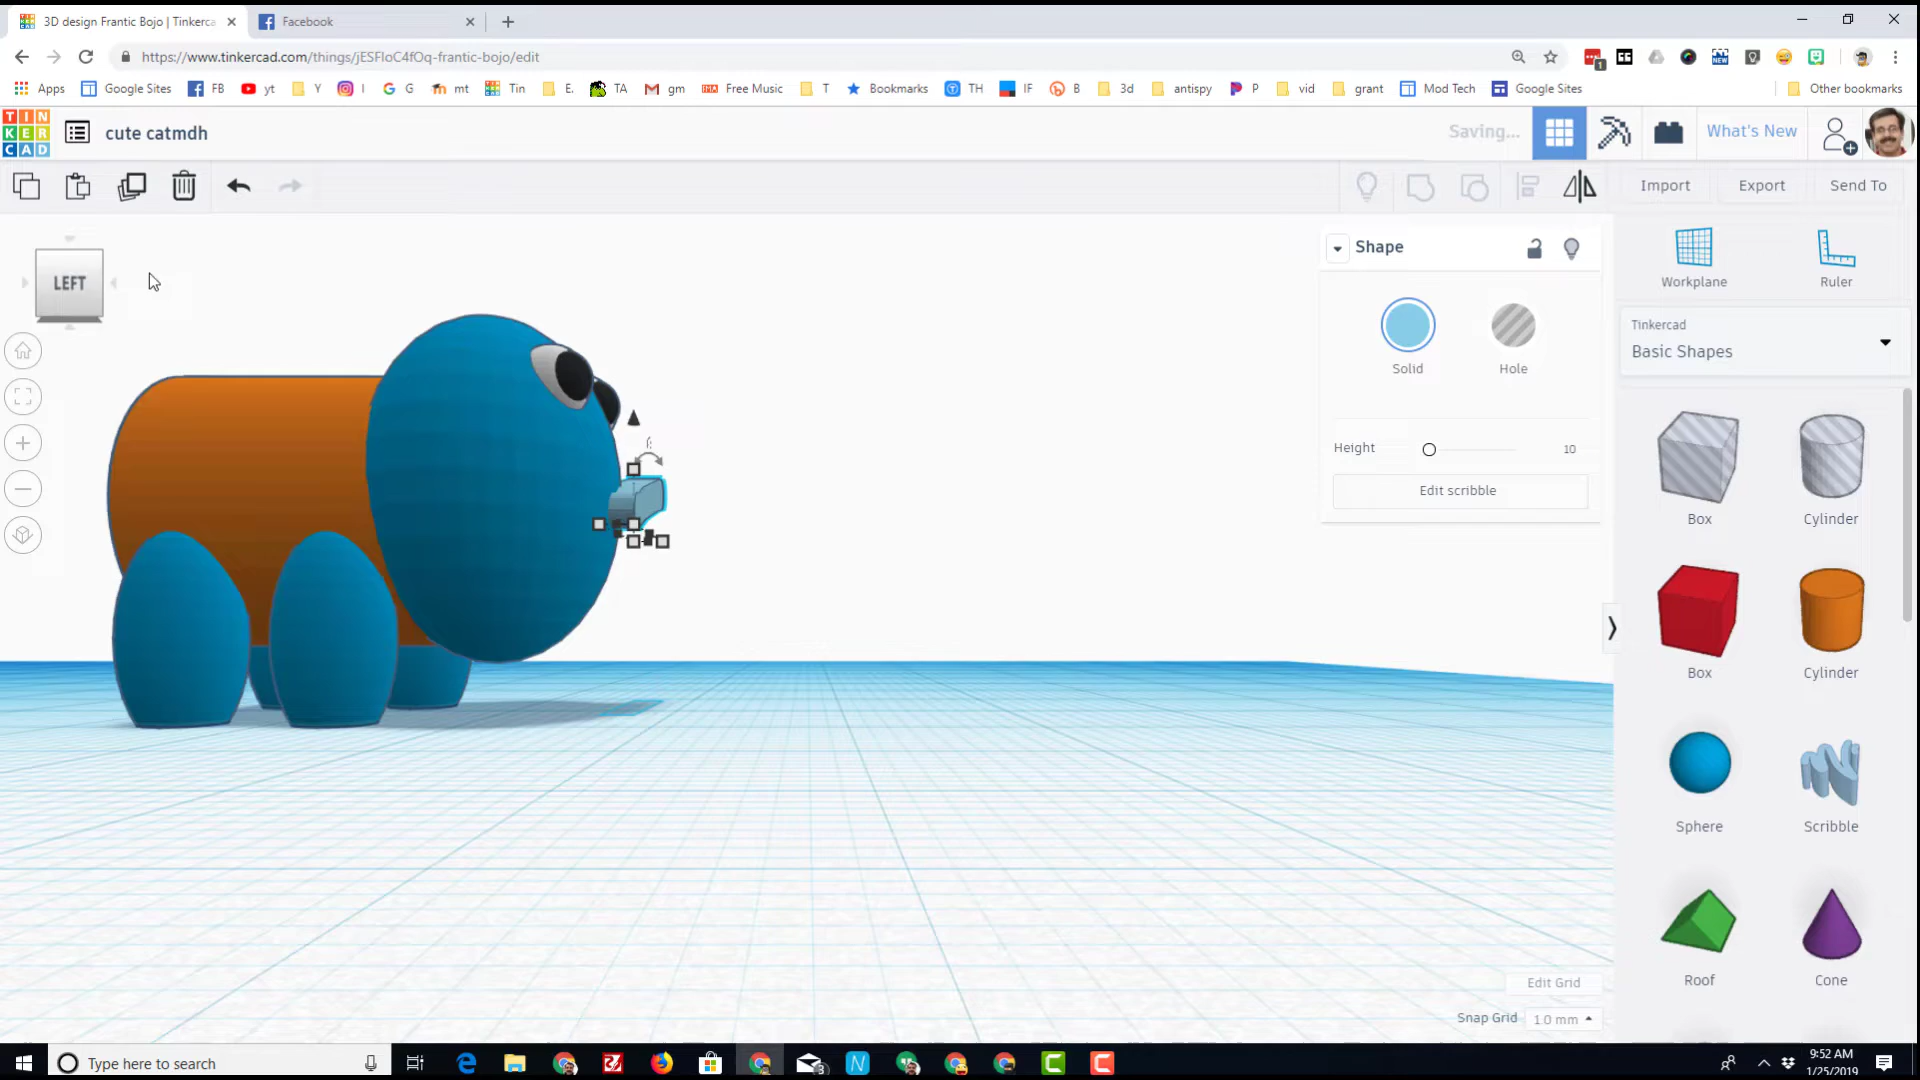 3D design Frantic Bojo | Tinkerca
Facebook
https://www.tinkercad.com/things/jESFloC4fOq-frantic-bojo/edit
1
NEW
Apps Google Sites FB yt Y I G mt Tin E. TA gm Free Music T Bookmarks TH IF B 3d antispy P vid grant Mod Tech Google Sites Other bookmarks
TIN
KER
CAD
cute catmdh
Saving...
What's New
Import Export Send To
LEFT
Shape
Solid Hole
Height 10
Edit scribble
Workplane Ruler
Tinkercad
Basic Shapes
Box Cylinder
Box Cylinder
Sphere Scribble
Roof Cone
Edit Grid
Snap Grid 1.0 mm
Type here to search
9:52 AM
1/25/2019